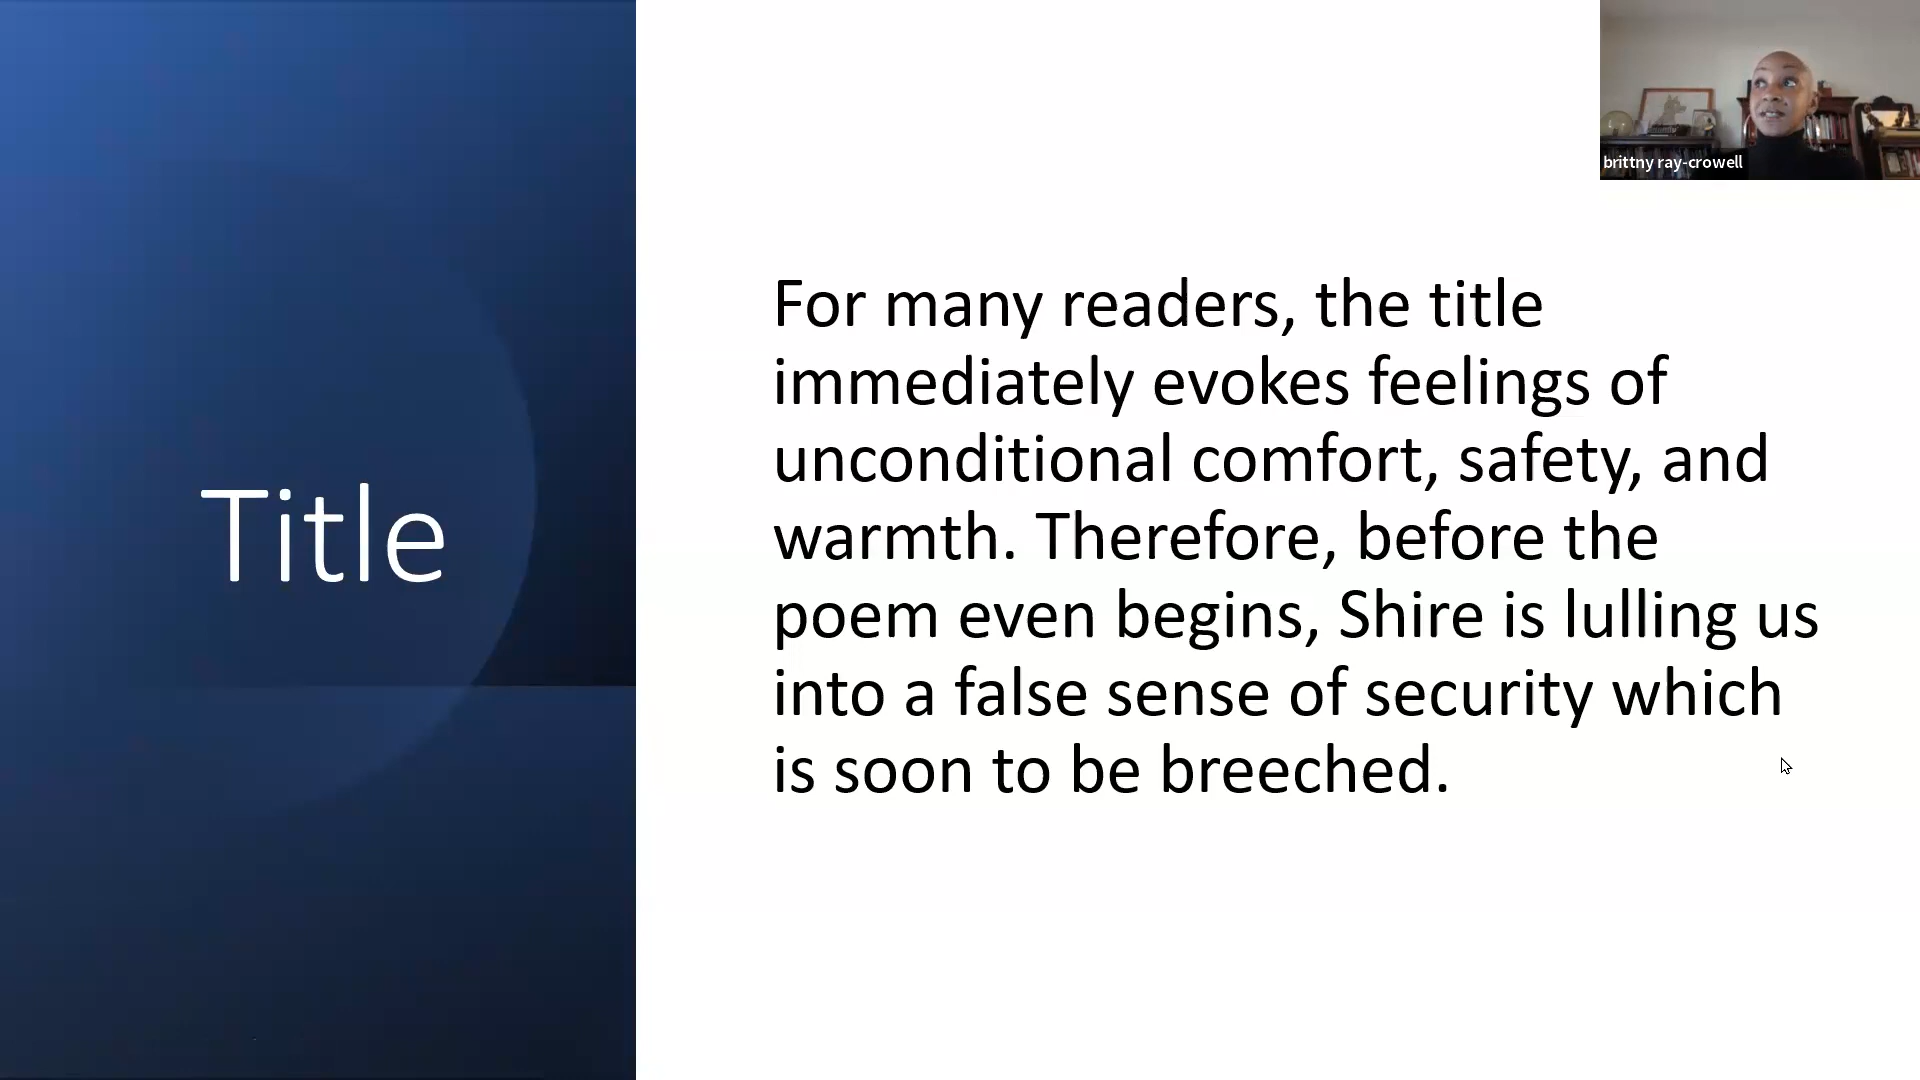 brittny ray-crowell
Title
For many readers, the title
immediately evokes feelings of
unconditional comfort, safety, and
warmth. Therefore, before the
poem even begins, Shire is lulling us
into a false sense of security which
is soon to be breeched.